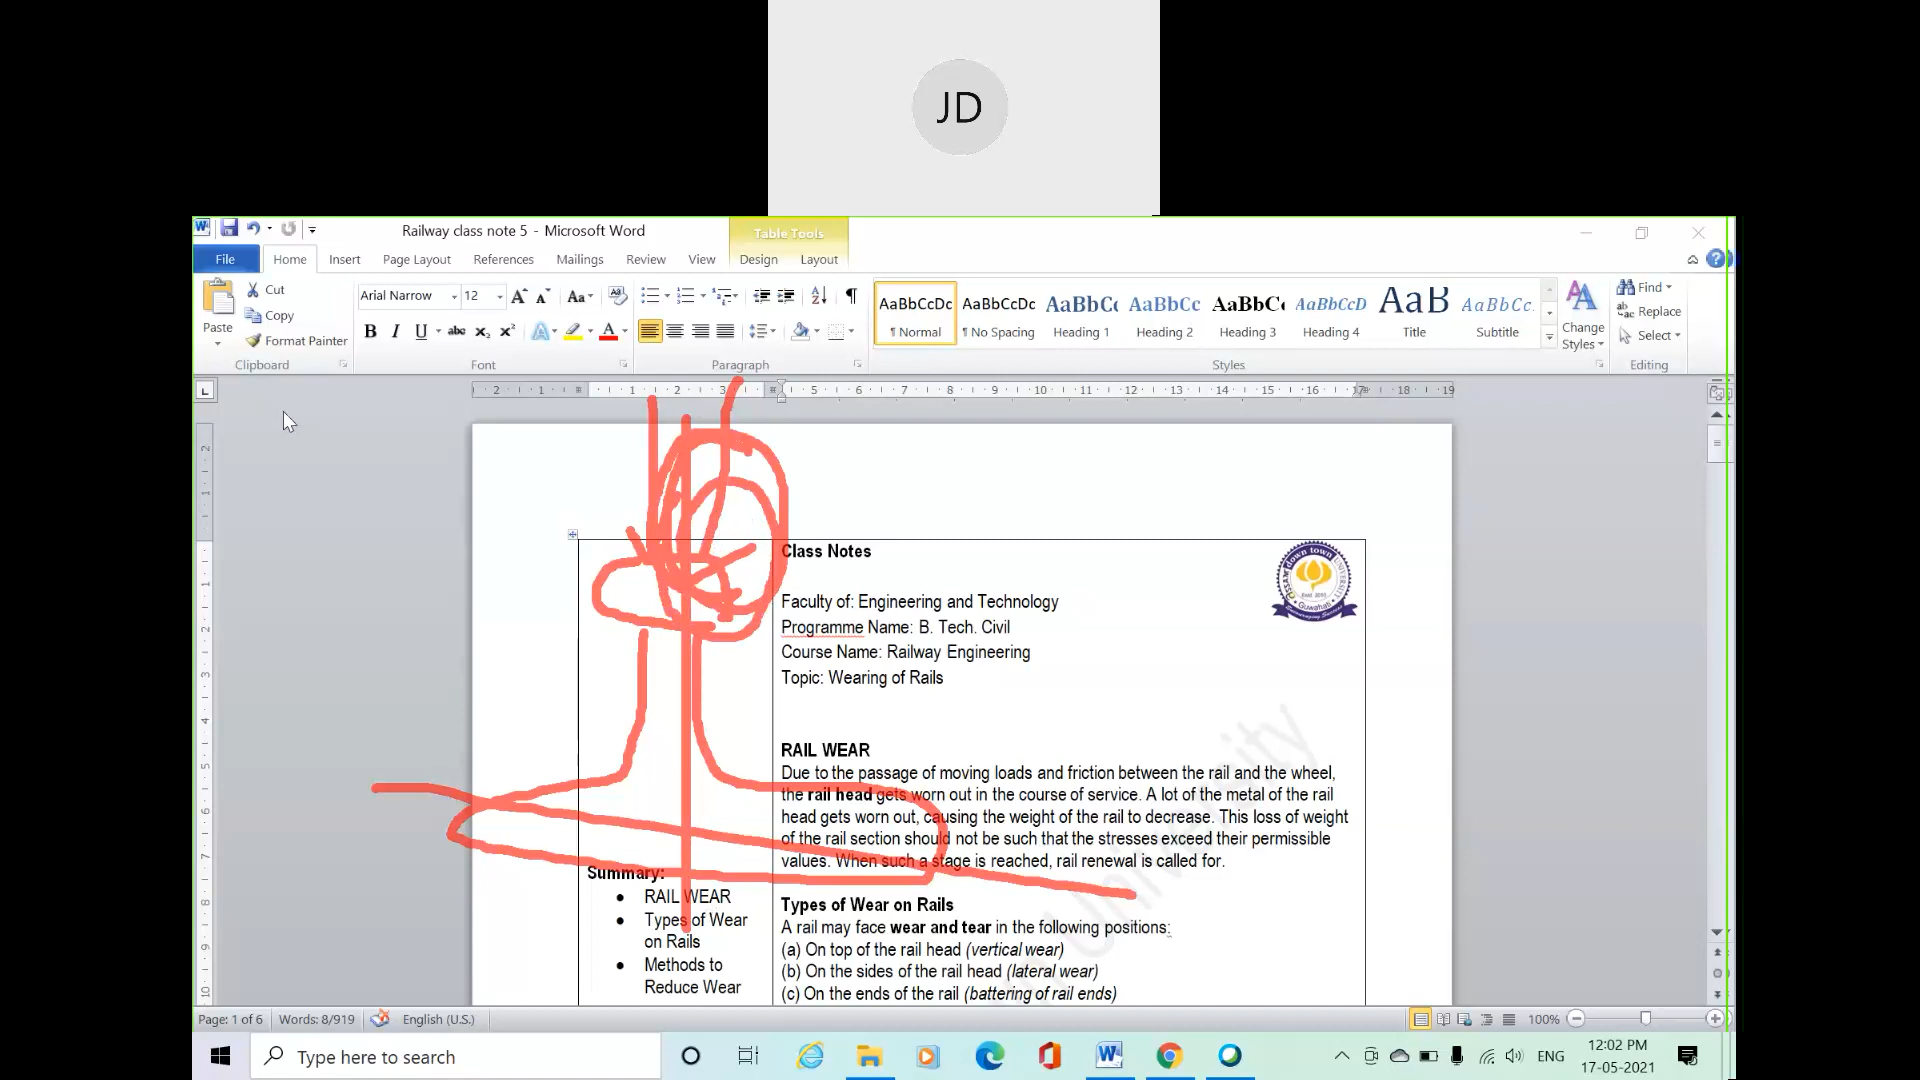 JD
Railway class note 5 - Microsoft Word
Table Tools
File Home Insert Page Layout References Mailings Review View Design Layout
Paste
Cut
Copy
Format Painter
Clipboard
Arial Narrow 12
Font
Paragraph
AaBbCcDc AaBbCcDc AaBbCc AaBbCc AaBbCc AaBbCcD AaB AaBbCc.
¶ Normal ¶ No Spacing Heading 1 Heading 2 Heading 3 Heading 4 Title Subtitle
Styles
Change
Styles
Find
Replace
Select
Editing
Class Notes
Faculty of: Engineering and Technology
Programme Name: B. Tech. Civil
Course Name: Railway Engineering
Topic: Wearing of Rails
RAIL WEAR
Due to the passage of moving loads and friction between the rail and the wheel,
the rail head gets worn out in the course of service. A lot of the metal of the rail
head gets worn out, causing the weight of the rail to decrease. This loss of weight
of the rail section should not be such that the stresses exceed their permissible
values. When such a stage is reached, rail renewal is called for.
Summary:
• RAIL WEAR
• Types of Wear
on Rails
• Methods to
Reduce Wear
Types of Wear on Rails
A rail may face wear and tear in the following positions:
(a) On top of the rail head (vertical wear)
(b) On the sides of the rail head (lateral wear)
(c) On the ends of the rail (battering of rail ends)
University
Page: 1 of 6 Words: 8/919 English (U.S.) 100%
Type here to search
ENG
12:02 PM
17-05-2021